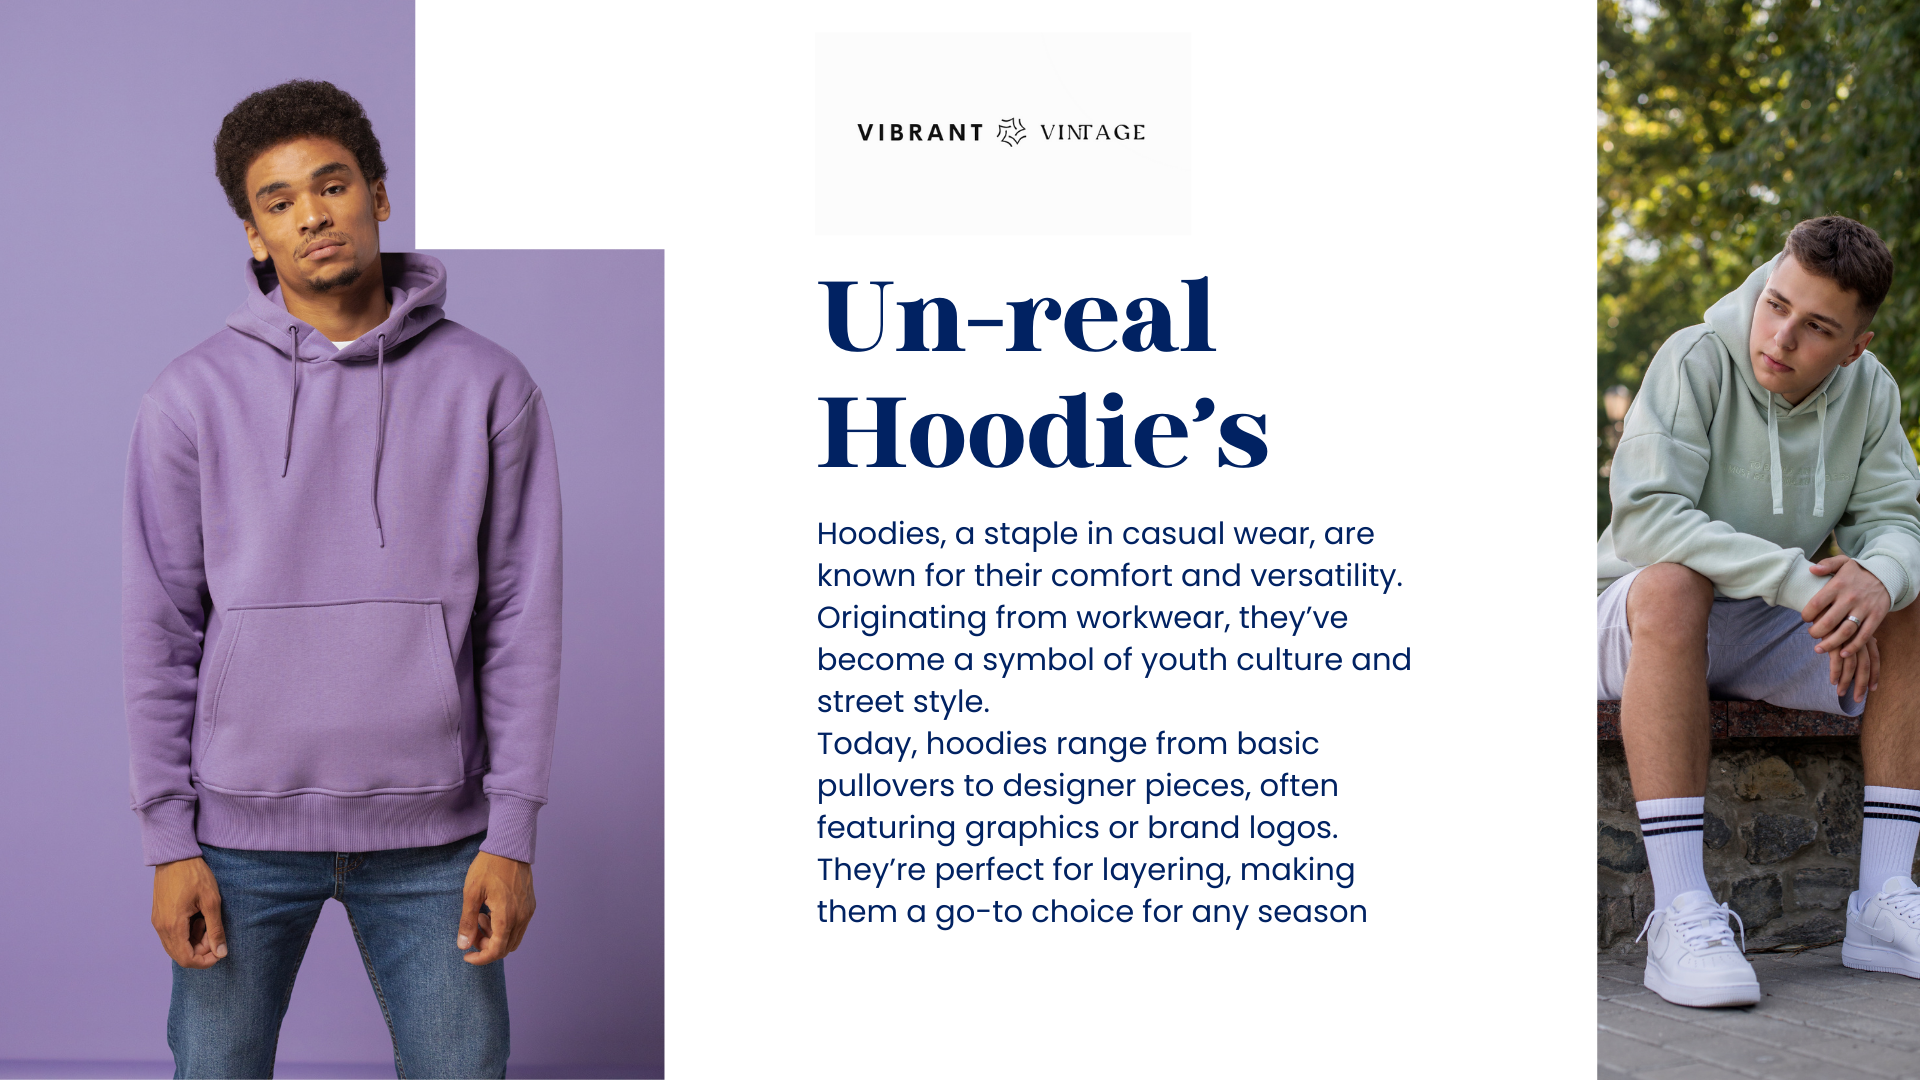 VIBRANT VINTAGE
Un-real
Hoodie’s
Hoodies, a staple in casual wear, are
known for their comfort and versatility.
Originating from workwear, they’ve
become a symbol of youth culture and
street style.
Today, hoodies range from basic
pullovers to designer pieces, often
featuring graphics or brand logos.
They’re perfect for layering, making
them a go-to choice for any season